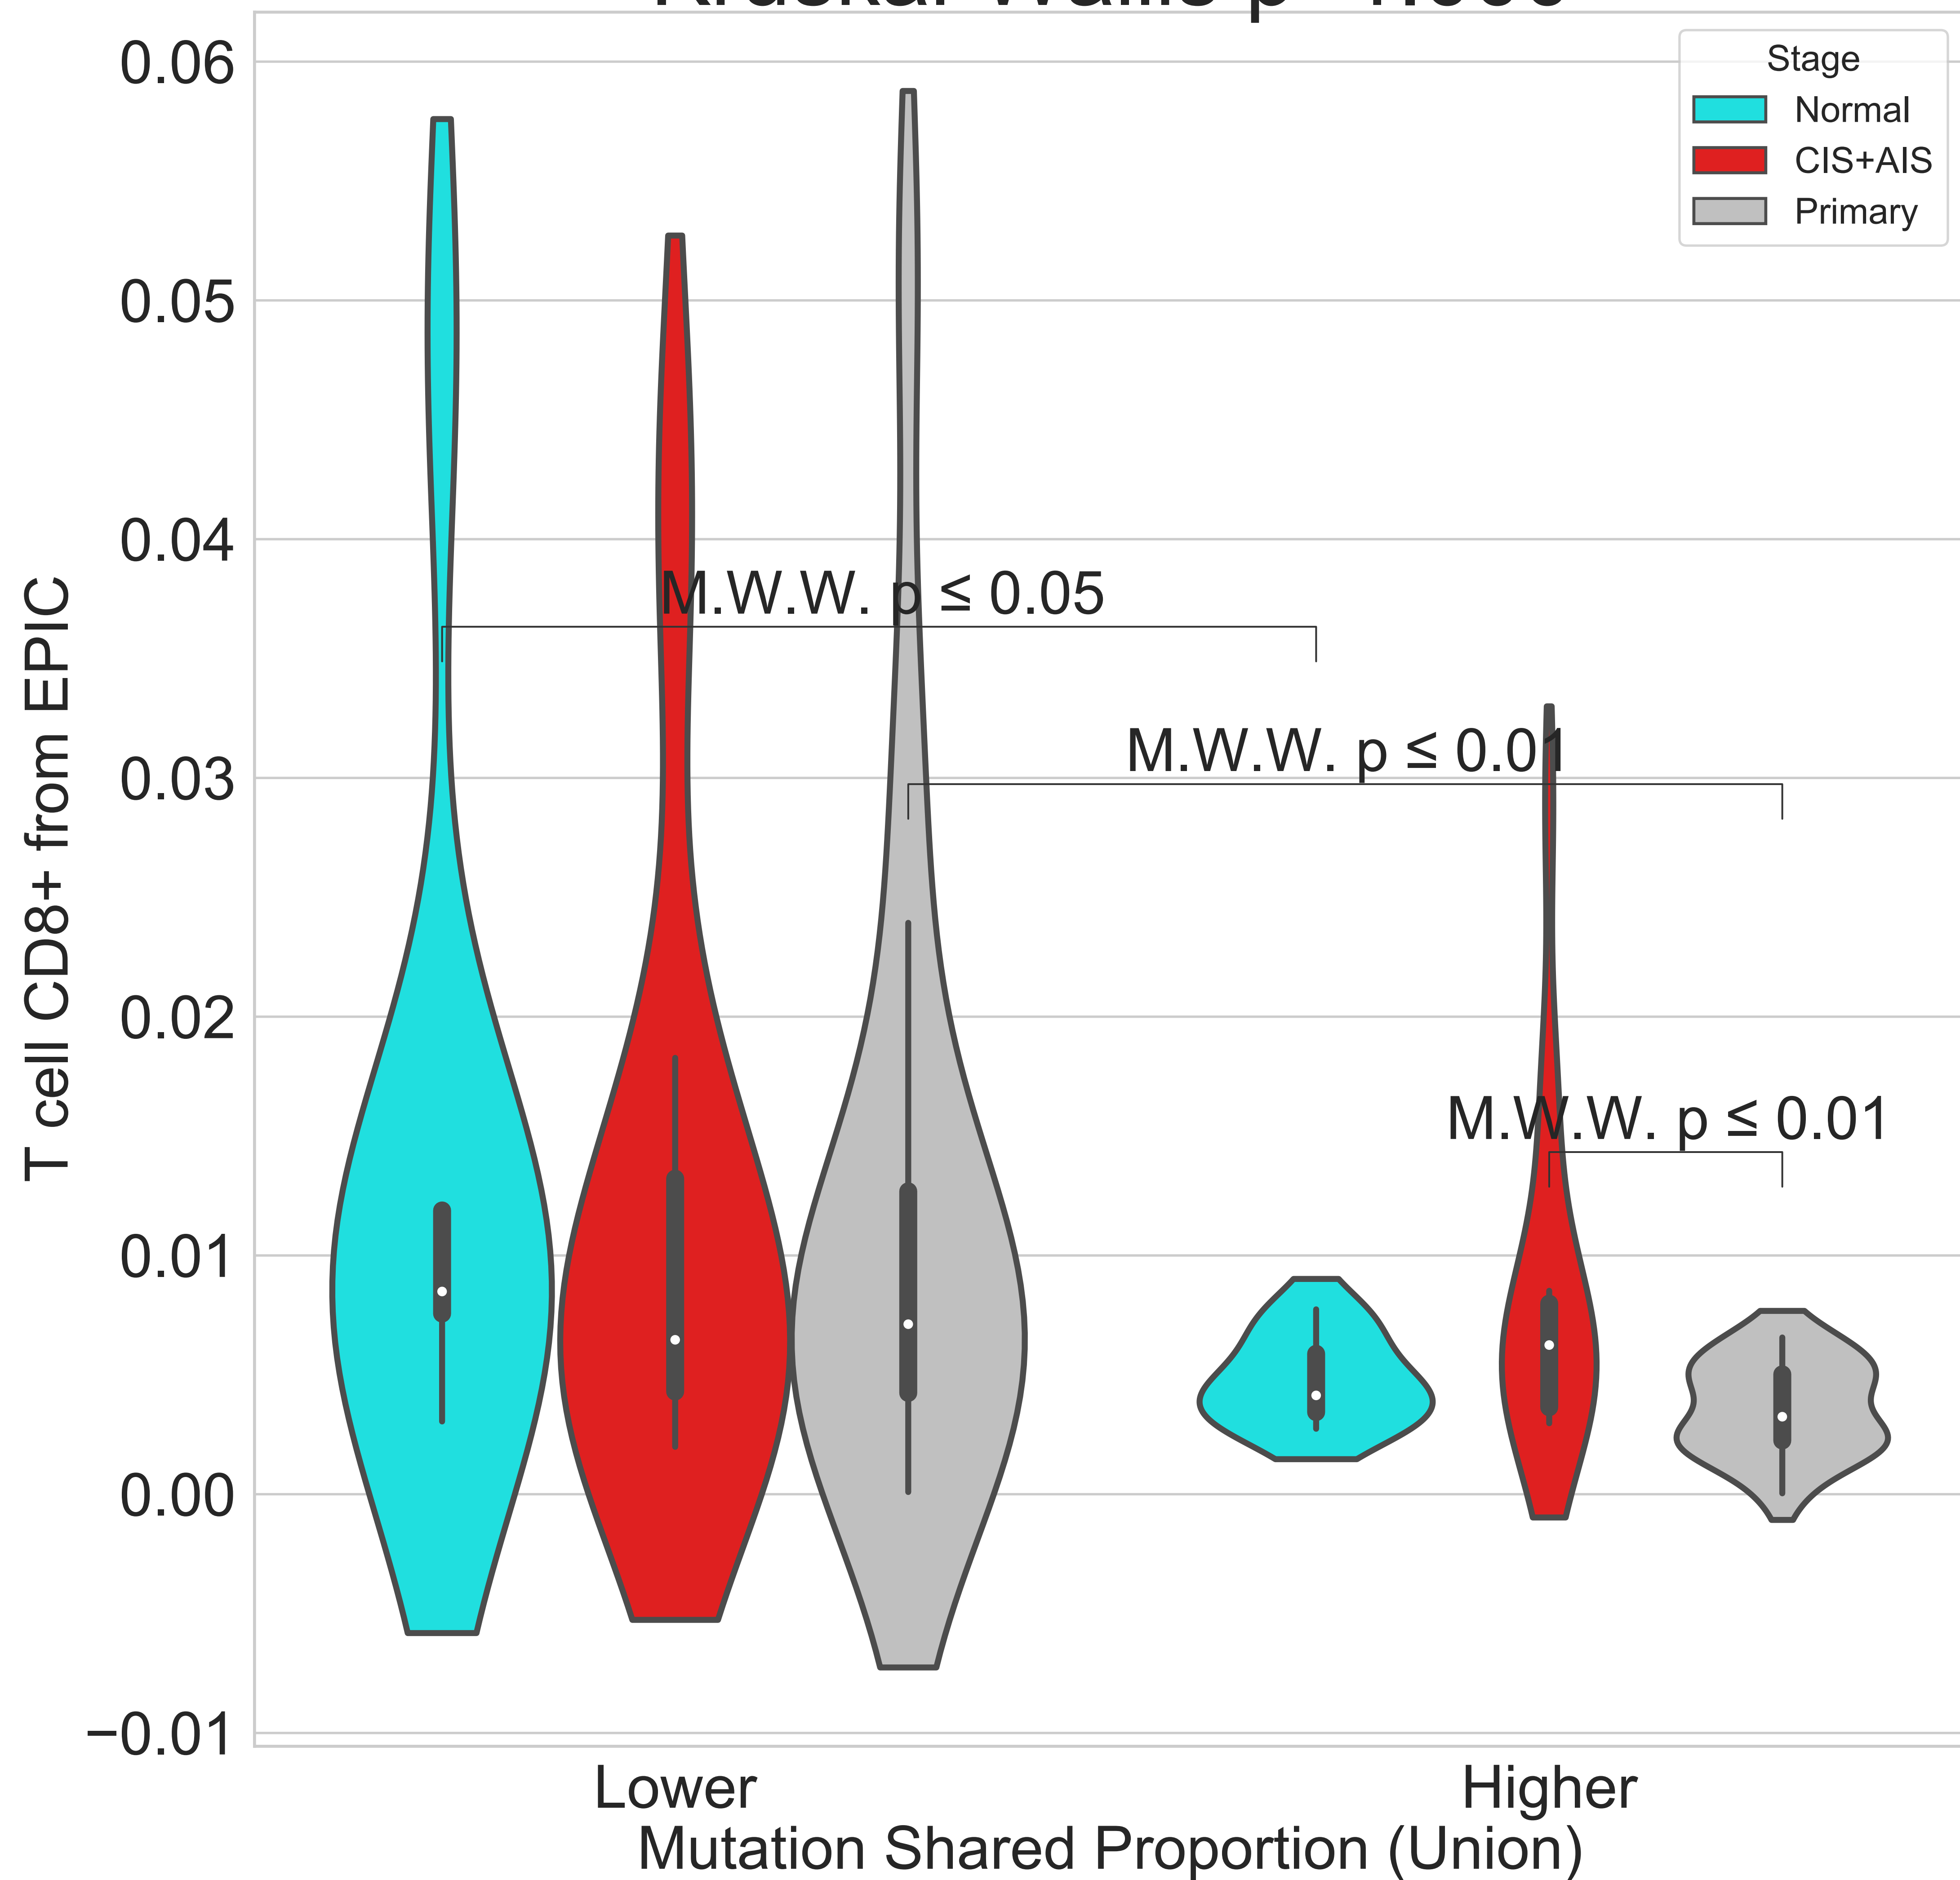 Stage
Normal
CIS+AIS
Primary
0.06
0.05
0.04
0.03
0.02
0.01
0.00
−0.01
T cell CD8+ from EPIC
M.W.W. p ≤ 0.05
M.W.W. p ≤ 0.01
M.W.W. p ≤ 0.01
Lower
Higher
Mutation Shared Proportion (Union)